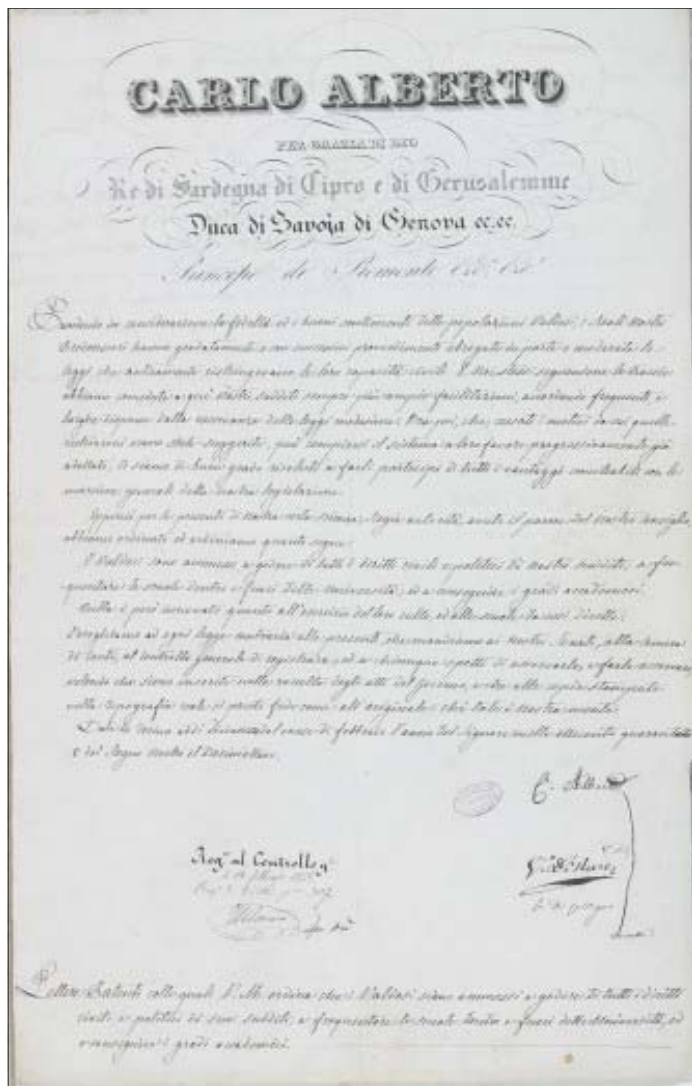 CARLO ALBERTO
PER GRAZIA DI DIO
Re di Sardegna di Cipro e di Gerusalemme
Duca di Savoja di Genova ec. ec.
Principe di Piemonte
Prendendo in considerazione la fedeltà ed i buoni sentimenti delle popolazioni Valdesi, i Reali Nostri
Predecessori hanno gradatamente e con successivi provvedimenti abrogate in parte o moderate le
leggi che anticamente restringevano le loro capacità civili. E Noi stessi seguendone le traccie
abbiamo concedute a que' Nostri sudditi sempre più ampie facilitazioni, accordando frequenti e
larghe dispense dalla osservanza delle leggi medesime. Ora poi, che, cessati i motivi da cui quelle
restrizioni erano state suggerite, può compiersi il sistema a loro favore progressivamente già
adottato, Ci siamo di buon grado risoluti a farli partecipi di tutti i vantaggi conciliabili con le
massime generali della nostra legislazione.
Epperciò per le presenti di Nostra certa scienza, Regia autorità, avuto il parere del Nostro Consiglio,
abbiamo ordinato ed ordiniamo quanto segue:
I Valdesi sono ammessi a godere di tutti i diritti civili e politici de' Nostri sudditi, a fre-
quentare le scuole dentro e fuori delle Università, ed a conseguire i gradi accademici.
Nulla è però innovato quanto all'esercizio del loro culto, ed alle scuole da essi dirette.
Deroghiamo ad ogni legge contraria alle presenti, che mandiamo ai Nostri Senati, alla Camera
de' Conti, al Controllo Generale di registrare, ed a chiunque spetti di osservarle, e farle osservare,
volendo che siano inserite nella raccolta degli atti del Governo, e che alle copie stampate
nella tipografia reale si presti fede come all'originale chè tale è nostra mente.
Date in Torino addì del mese di febbraio l'anno del Signore mille ottocento quarant'otto
e del Regno Nostro il Decimottavo.
C. Alberto
Reg.to al Controllo g.le
Lettere Patenti colle quali V. M. ordina che i Valdesi siano ammessi a godere di tutti i diritti
civili e politici de' suoi sudditi, a frequentare le scuole dentro e fuori delle Università, ed
a conseguire i gradi accademici.